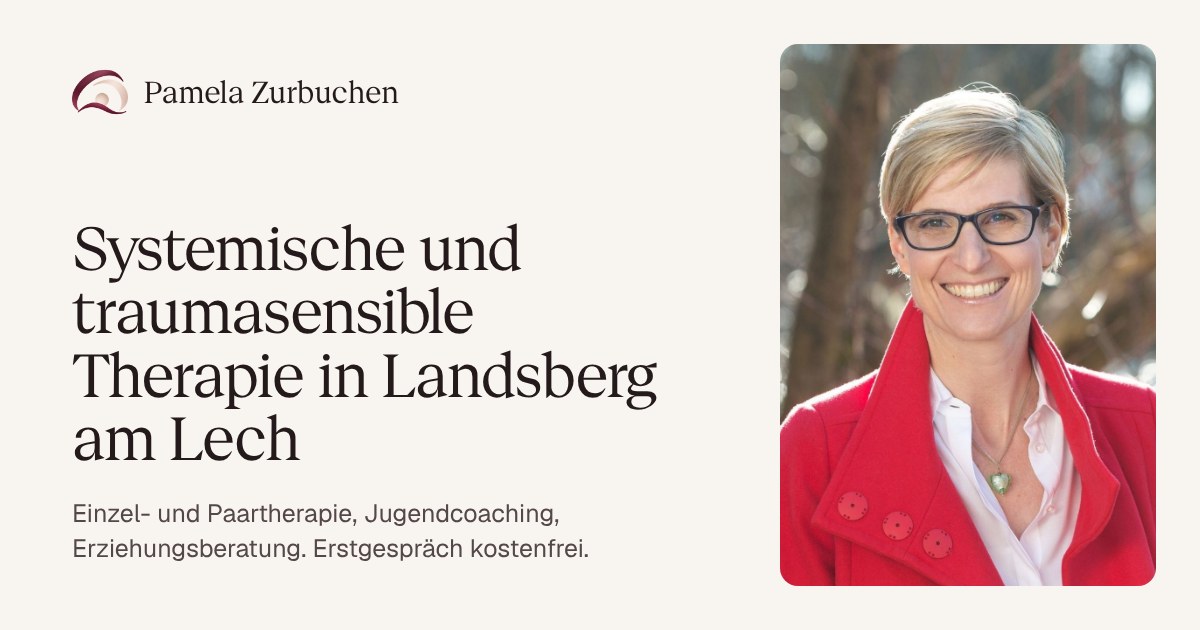 Pamela Zurbuchen
Systemische und
traumasensible
Therapie in Landsberg
am Lech
Einzel- und Paartherapie, Jugendcoaching,
Erziehungsberatung. Erstgespräch kostenfrei.